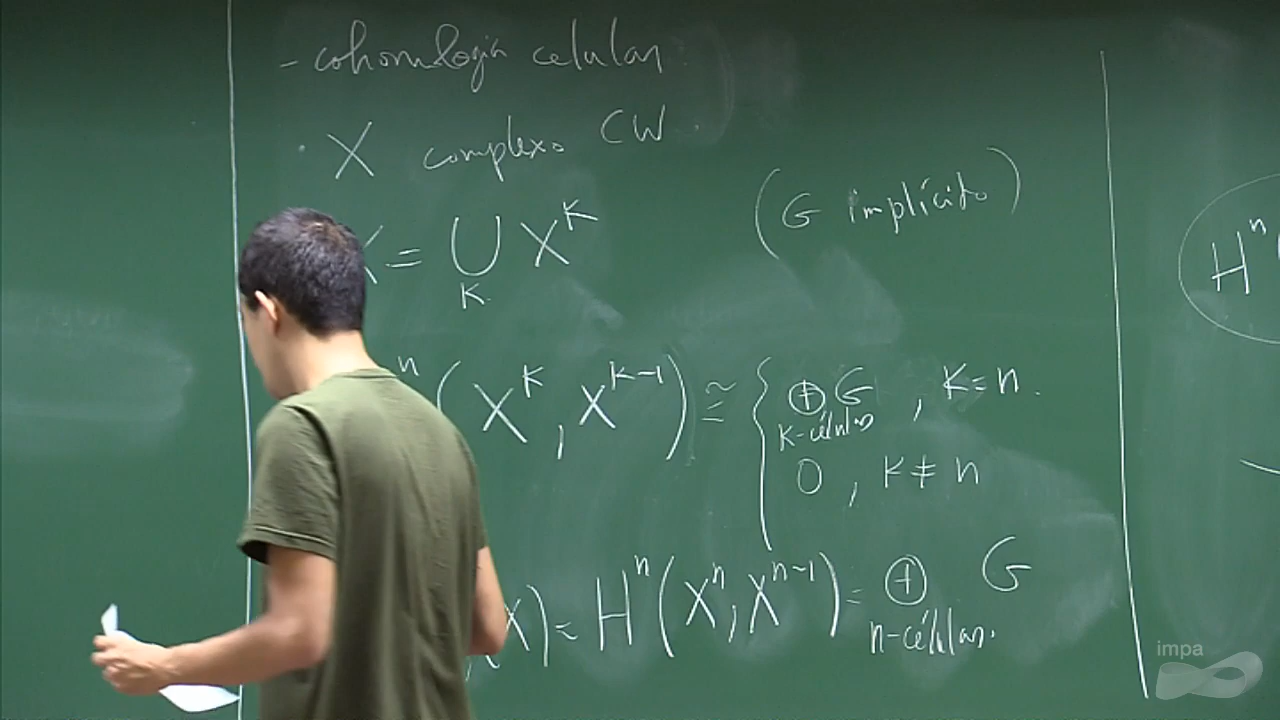 - cohomologia celular
· X complexo CW.
X = ⋃ X^K
K
(G implícito)
n (X^k, X^{k-1}) ≅ { ⊕ G, K=n.
k-células
0, K≠n
X) = H^n(X^n, X^{n-1}) = ⊕ G
n-células.
H^n
impa